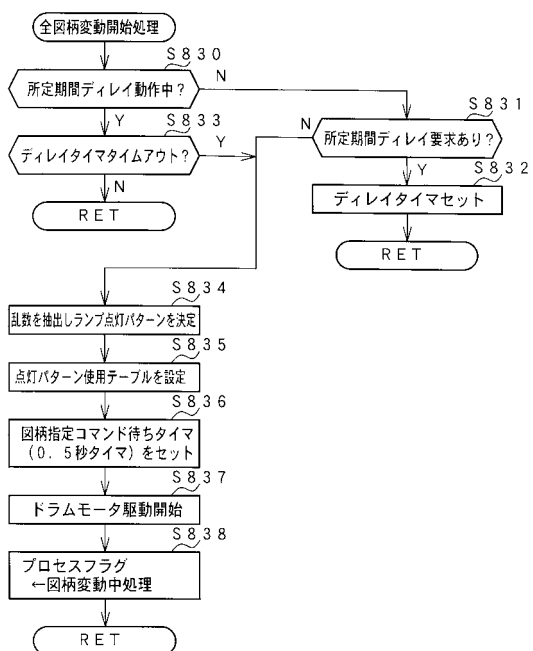 全図柄変動開始処理
S830
所定期間ディレイ動作中?
N
Y
S831
所定期間ディレイ要求あり?
N
Y
S832
ディレイタイマセット
RET
S833
ディレイタイマタイムアウト?
Y
N
RET
S834
乱数を抽出しランプ点灯パターンを決定
S835
点灯パターン使用テーブルを設定
S836
図柄指定コマンド待ちタイマ
(0.5秒タイマ)をセット
S837
ドラムモータ駆動開始
S838
プロセスフラグ
←図柄変動中処理
RET